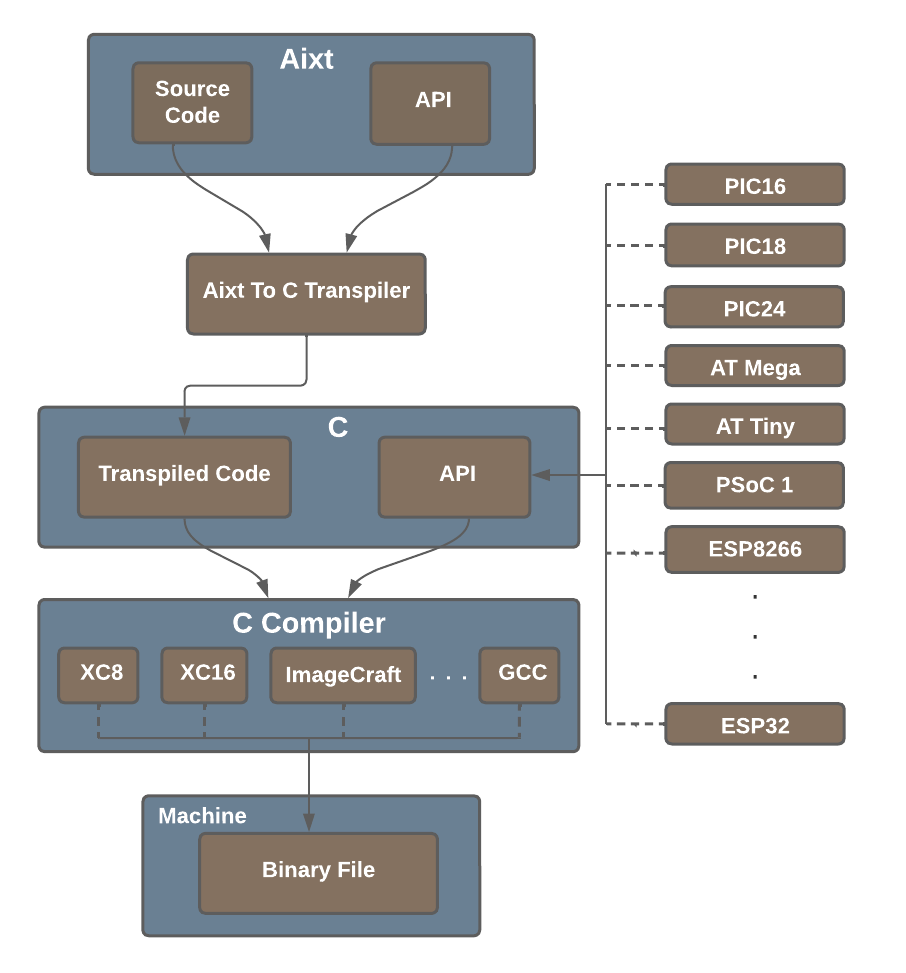 Aixt
Source
Code
API
Aixt To C Transpiler
C
Transpiled Code
API
C Compiler
XC8
XC16
ImageCraft
. . .
GCC
Machine
Binary File
PIC16
PIC18
PIC24
AT Mega
AT Tiny
PSoC 1
ESP8266
.
.
.
ESP32